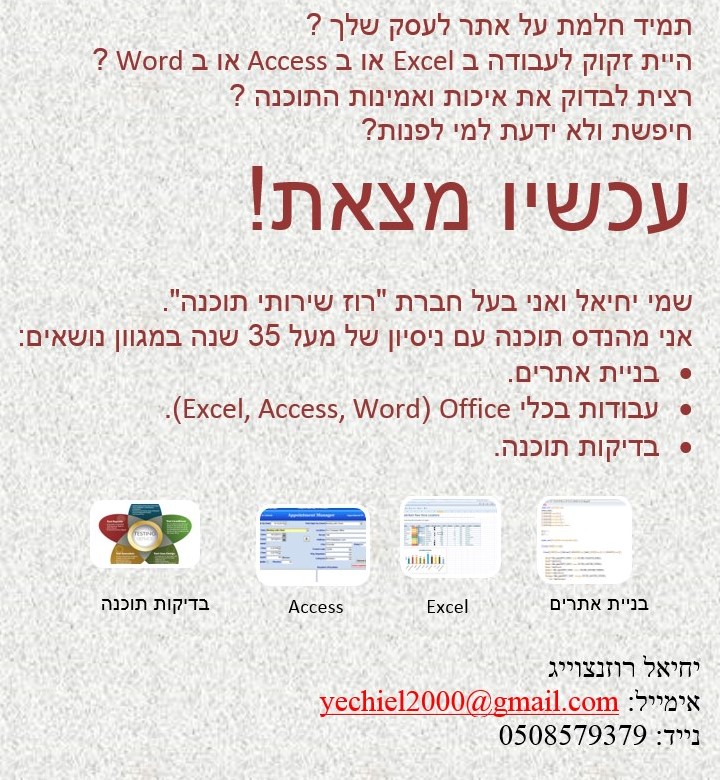 תמיד חלמת על אתר לעסק שלך ?
היית זקוק לעבודה ב Excel או ב Access או ב Word ?
רצית לבדוק את איכות ואמינות התוכנה ?
חיפשת ולא ידעת למי לפנות?
עכשיו מצאת!
שמי יחיאל ואני בעל חברת "רוז שירותי תוכנה".
אני מהנדס תוכנה עם ניסיון של מעל 35 שנה במגוון נושאים:
• בניית אתרים.
• עבודות בכלי Office (Excel, Access, Word).
• בדיקות תוכנה.
TESTING
Appointment Manager
בניית אתרים
Excel
Access
בדיקות תוכנה
יחיאל רוזנצוייג
אימייל: yechiel2000@gmail.com
נייד: 0508579379